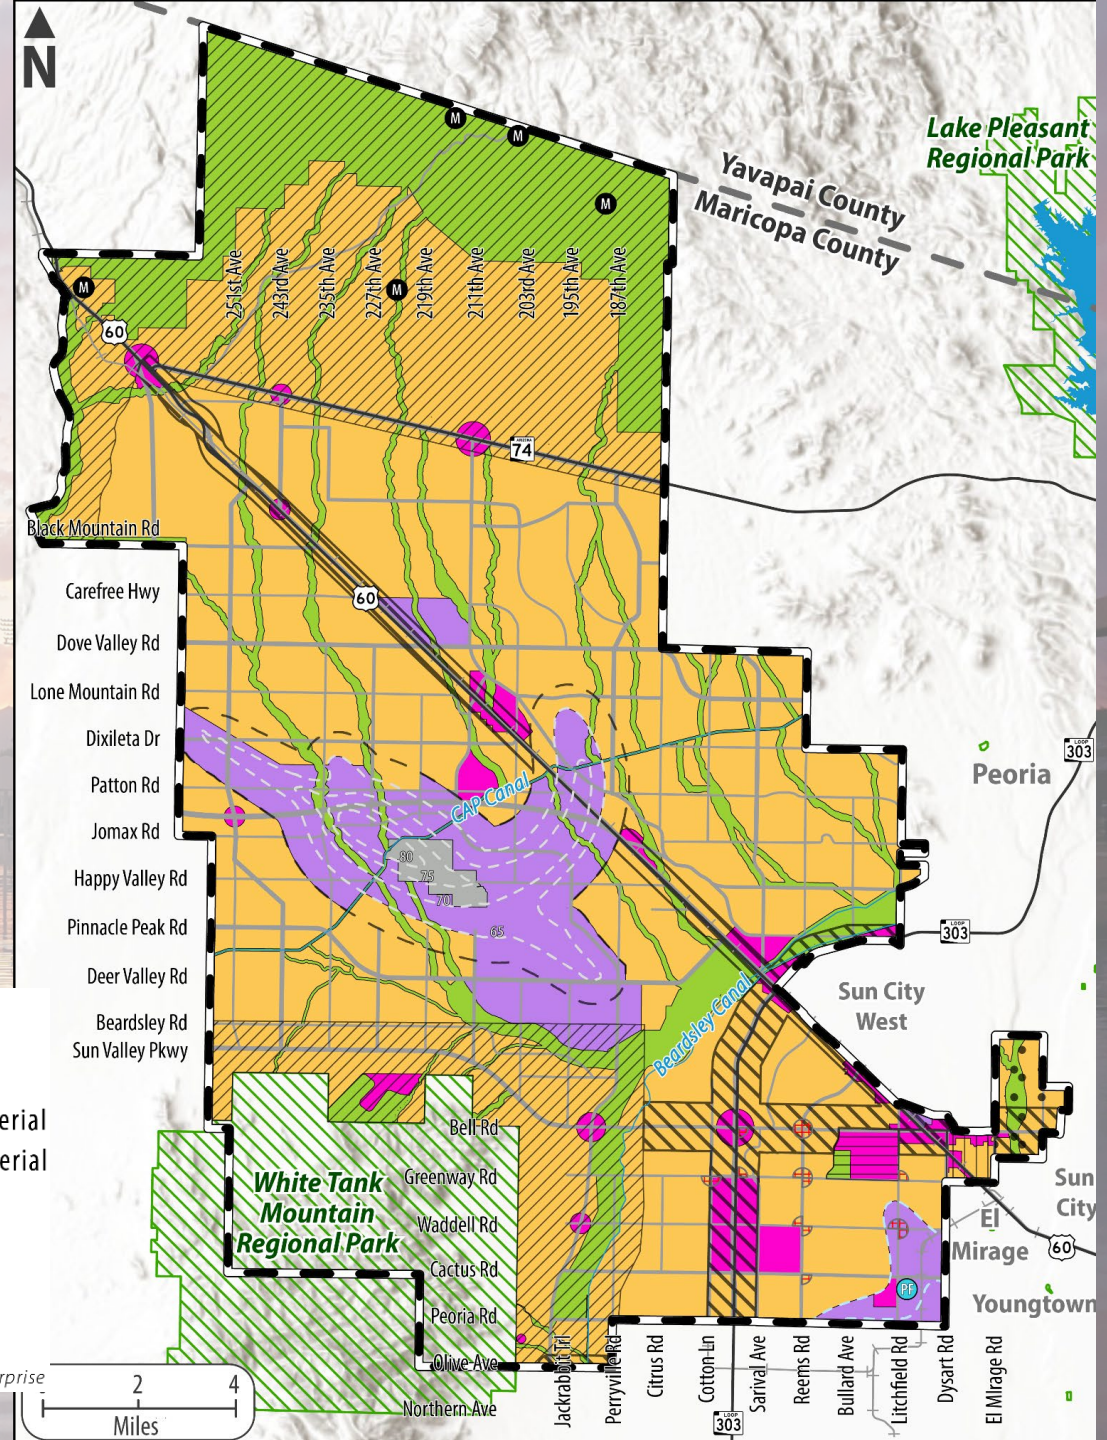 N
Lake Pleasant
Regional Park
Yavapai County
Maricopa County
M
M
M
M
M
251st Ave
243rd Ave
235th Ave
227th Ave
219th Ave
211th Ave
203rd Ave
195th Ave
187th Ave
60
ARIZONA
74
Black Mountain Rd
Carefree Hwy
60
Dove Valley Rd
Lone Mountain Rd
Dixileta Dr
LOOP
303
Peoria
Patton Rd
CAP Canal
Jomax Rd
80
75
70
65
Happy Valley Rd
Pinnacle Peak Rd
LOOP
303
Deer Valley Rd
Sun City
West
Beardsley Canal
Beardsley Rd
Sun Valley Pkwy
erial
erial
Bell Rd
Greenway Rd
White Tank
Mountain
Regional Park
Waddell Rd
Cactus Rd
Peoria Rd
Olive Ave
Northern Ave
Sun
City
El
Mirage
60
PF
Youngtown
rprise
2
4
Miles
Jackrabbit Trl
Perryville Rd
Citrus Rd
Cotton Ln
LOOP
303
Sarival Ave
Reems Rd
Bullard Ave
Litchfield Rd
Dysart Rd
El Mirage Rd